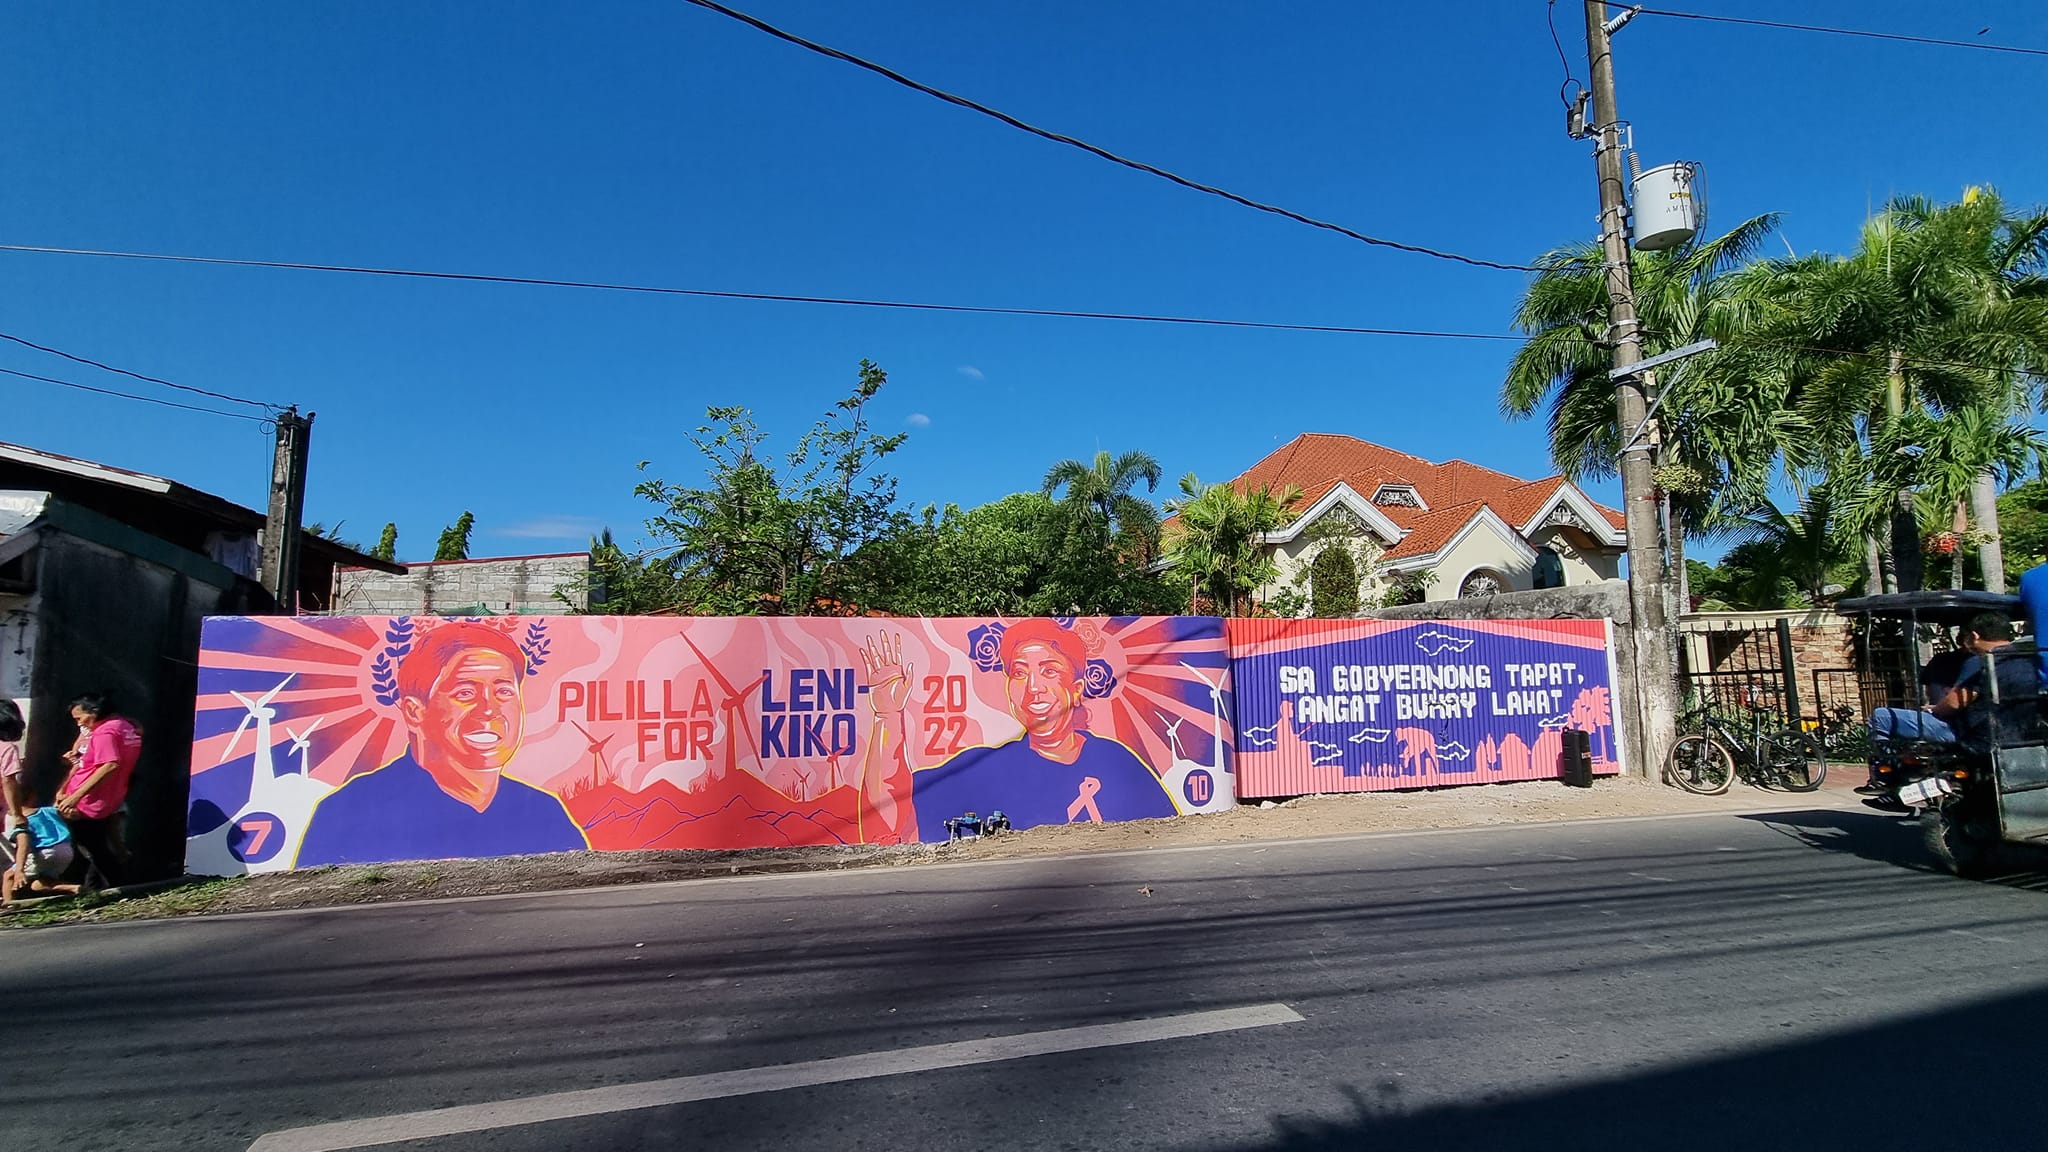 7
PILILLA
FOR
LENI-
KIKO
20
22
10
SA GOBYERNONG TAPAT,
ANGAT BUHAY LAHAT